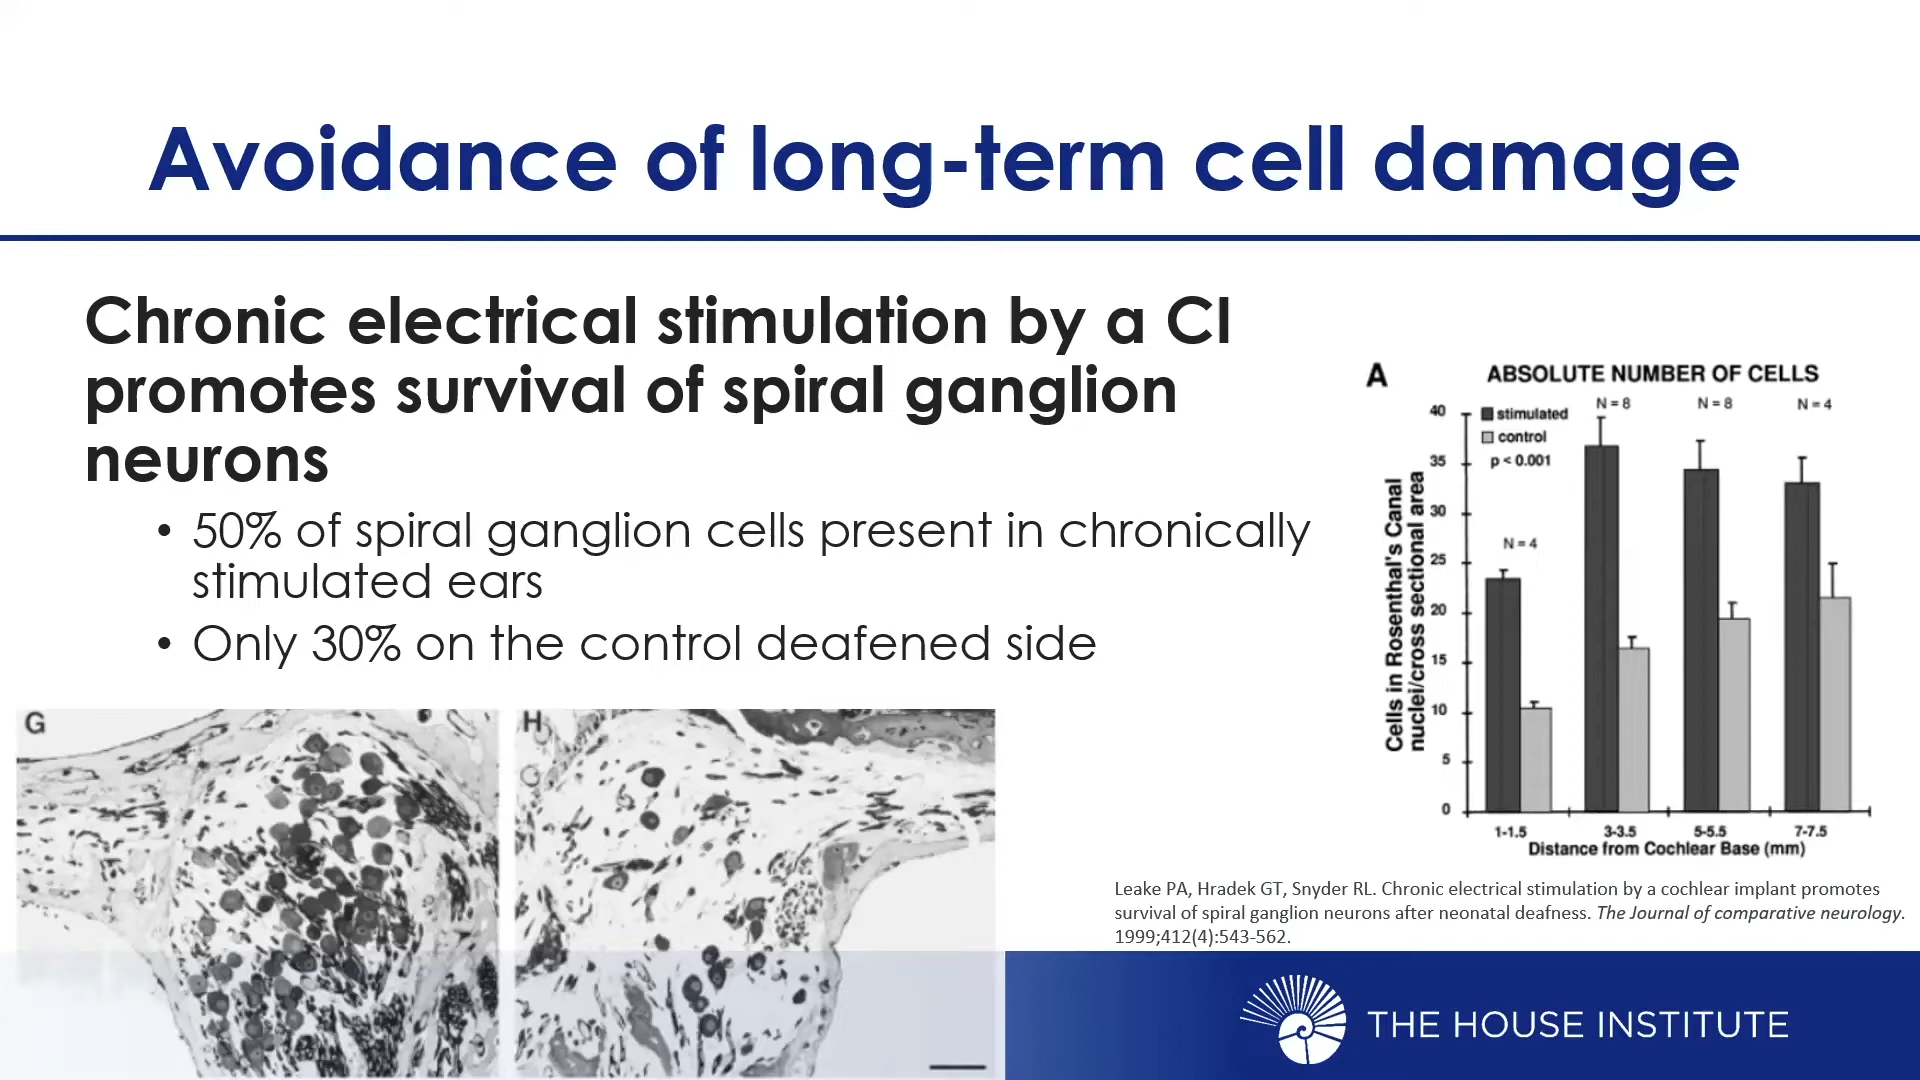 Avoidance of long-term cell damage
Chronic electrical stimulation by a CI
promotes survival of spiral ganglion
neurons
• 50% of spiral ganglion cells present in chronically
stimulated ears
• Only 30% on the control deafened side
G
H
A
ABSOLUTE NUMBER OF CELLS
stimulated
control
p < 0.001
N = 4
N = 8
N = 8
N = 4
Cells in Rosenthal's Canal
nuclei/cross sectional area
40
35
30
25
20
15
10
5
0
1-1.5 3-3.5 5-5.5 7-7.5
Distance from Cochlear Base (mm)
Leake PA, Hradek GT, Snyder RL. Chronic electrical stimulation by a cochlear implant promotes
survival of spiral ganglion neurons after neonatal deafness. The Journal of comparative neurology.
1999;412(4):543-562.
THE HOUSE INSTITUTE